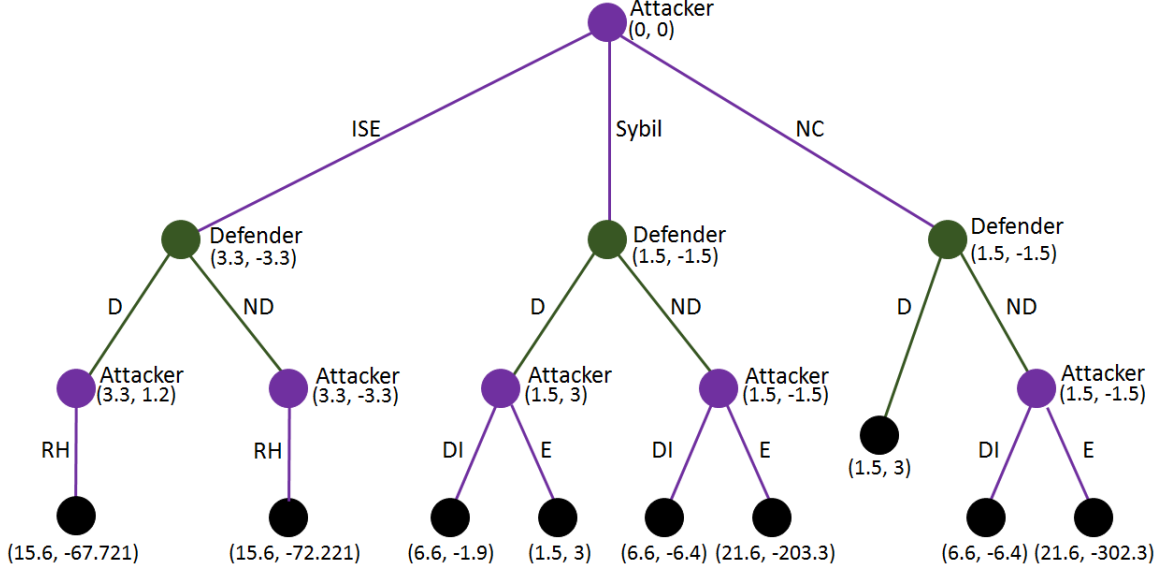 Attacker
(0, 0)
ISE
Sybil
NC
Defender
(3.3, -3.3)
Defender
(1.5, -1.5)
Defender
(1.5, -1.5)
D
ND
D
ND
D
ND
Attacker
(3.3, 1.2)
Attacker
(3.3, -3.3)
Attacker
(1.5, 3)
Attacker
(1.5, -1.5)
Attacker
(1.5, -1.5)
RH
RH
DI
E
DI
E
(1.5, 3)
DI
E
(15.6, -67.721)
(15.6, -72.221)
(6.6, -1.9)
(1.5, 3)
(6.6, -6.4)
(21.6, -203.3)
(6.6, -6.4)
(21.6, -302.3)